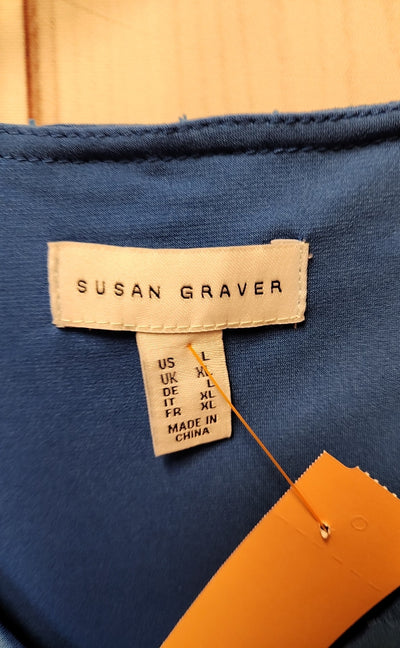 SUSAN GRAVER
US L
UK XL
DE L
IT XL
FR XL
MADE IN
CHINA